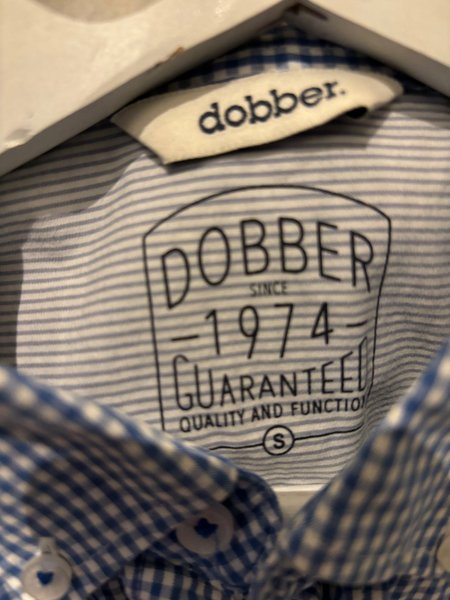 dobber.
DOBBER
SINCE
-1974-
GUARANTEED
QUALITY AND FUNCTION
S